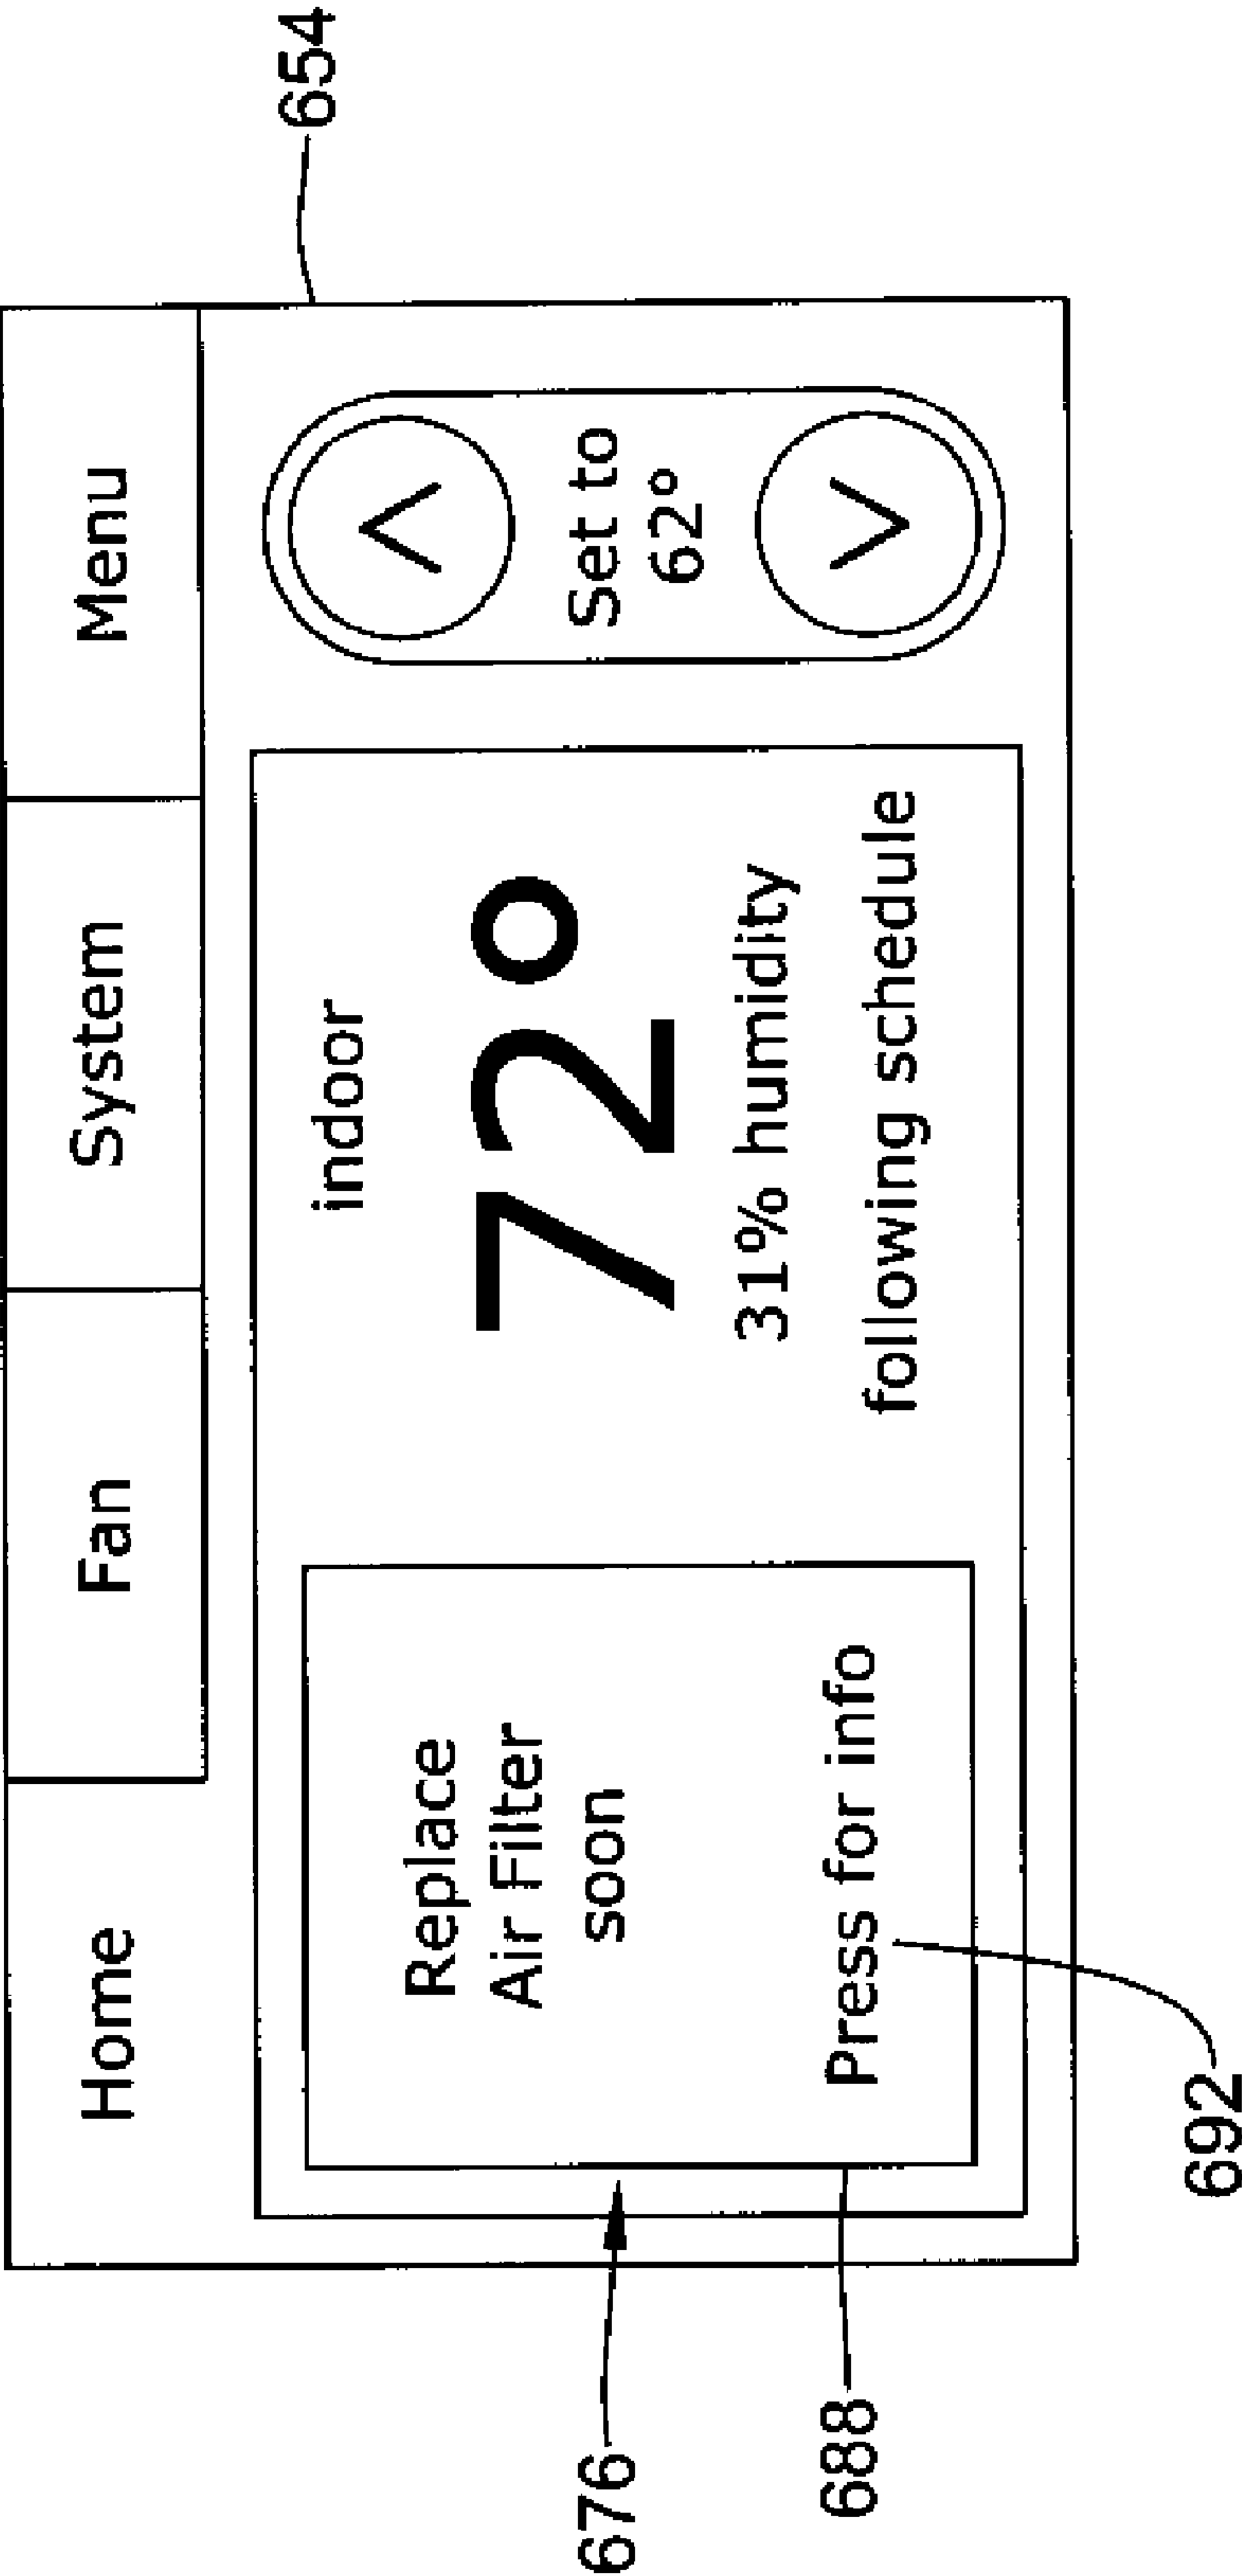 Home
Fan
System
Menu
654
Replace
Air Filter
soon
Press for info
indoor
72°
31% humidity
following schedule
Set to
62°
676
688
692